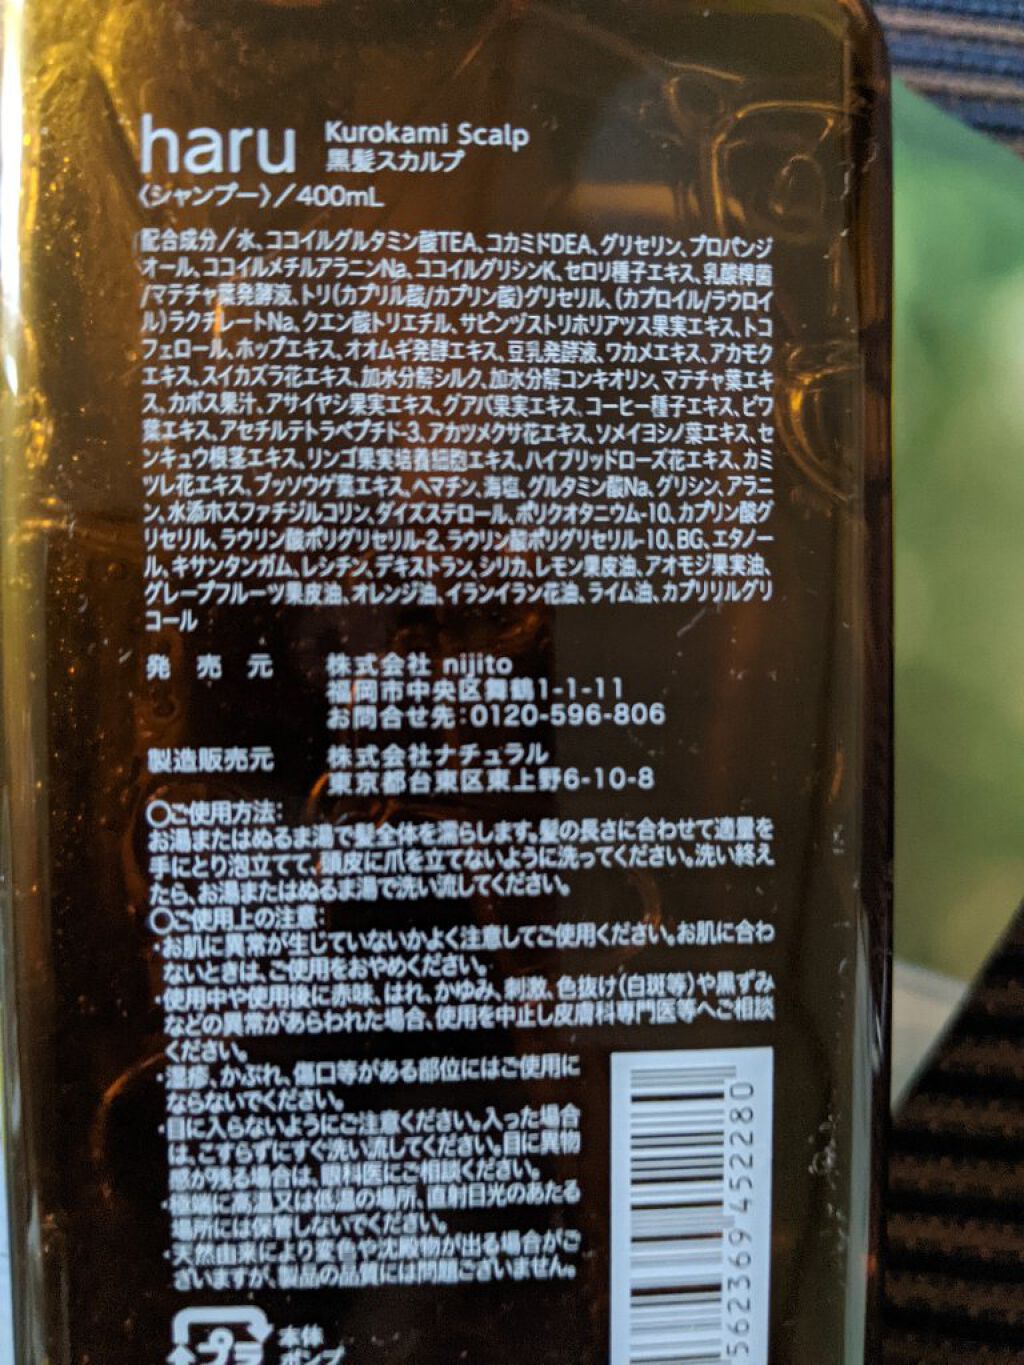 haru Kurokami Scalp
黒髪スカルプ
〈シャンプー〉/400mL
配合成分/水、ココイルグルタミン酸TEA、コカミドDEA、グリセリン、プロパンジ
オール、ココイルメチルアラニンNa、ココイルグリシンK、セロリ種子エキス、乳酸桿菌
/マテチャ葉発酵液、トリ(カプリル酸/カプリン酸)グリセリル、(カプロイル/ラウロイ
ル)ラクチレートNa、クエン酸トリエチル、サピンヅストリホリアツス果実エキス、トコ
フェロール、ホップエキス、オオムギ発酵エキス、豆乳発酵液、ワカメエキス、アカモク
エキス、スイカズラ花エキス、加水分解シルク、加水分解コンキオリン、マテチャ葉エキ
ス、カボス果汁、アサイヤシ果実エキス、グアバ果実エキス、コーヒー種子エキス、ビワ
葉エキス、アセチルテトラペプチド-3、アカツメクサ花エキス、ソメイヨシノ葉エキス、セ
ンキュウ根茎エキス、リンゴ果実培養細胞エキス、ハイブリッドローズ花エキス、カミ
ツレ花エキス、ブッソウゲ葉エキス、ヘマチン、海塩、グルタミン酸Na、グリシン、アラニ
ン、水添ホスファチジルコリン、ダイズステロール、ポリクオタニウム-10、カプリン酸グ
リセリル、ラウリン酸ポリグリセリル-2、ラウリン酸ポリグリセリル-10、BG、エタノー
ル、キサンタンガム、レシチン、デキストラン、シリカ、レモン果皮油、アオモジ果実油、
グレープフルーツ果皮油、オレンジ油、イランイラン花油、ライム油、カプリリルグリ
コール
発売元 株式会社 nijito
福岡市中央区舞鶴1-1-11
お問合せ先:0120-596-806
製造販売元 株式会社ナチュラル
東京都台東区東上野6-10-8
〇ご使用方法:
お湯またはぬるま湯で髪全体を濡らします。髪の長さに合わせて適量を
手にとり泡立てて、頭皮に爪を立てないように洗ってください。洗い終え
たら、お湯またはぬるま湯で洗い流してください。
〇ご使用上の注意:
・お肌に異常が生じていないかよく注意してご使用ください。お肌に合わ
ないときは、ご使用をおやめください。
・使用中や使用後に赤味、はれ、かゆみ、刺激、色抜け(白斑等)や黒ずみ
などの異常があらわれた場合、使用を中止し皮膚科専門医等へご相談
ください。
・湿疹、かぶれ、傷口等がある部位にはご使用に
ならないでください。
・目に入らないようにご注意ください。入った場合
は、こすらずにすぐ洗い流してください。目に異物
感が残る場合は、眼科医にご相談ください。
・極端に高温又は低温の場所、直射日光のあたる
場所には保管しないでください。
・天然由来により変色や沈殿物が出る場合がご
ざいますが、製品の品質には問題ございません。
562369 452280
プラ 本体
ポンプ